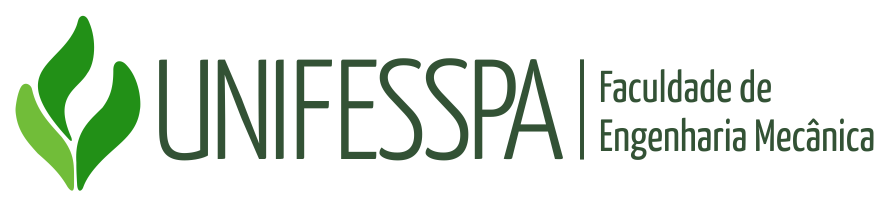 UNIFESSPA
Faculdade de
Engenharia Mecânica